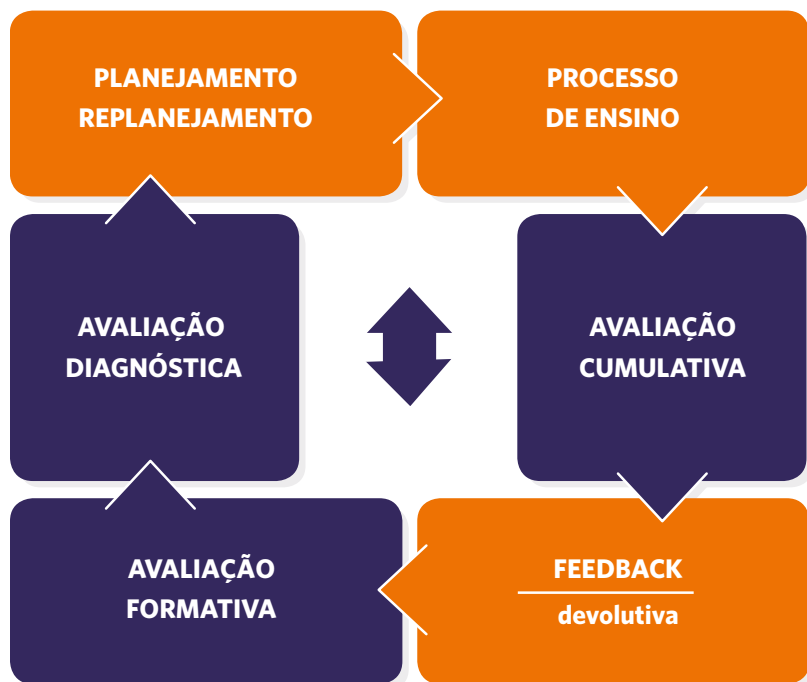 PLANEJAMENTO
REPLANEJAMENTO
PROCESSO
DE ENSINO
AVALIAÇÃO
DIAGNÓSTICA
AVALIAÇÃO
CUMULATIVA
AVALIAÇÃO
FORMATIVA
FEEDBACK
devolutiva